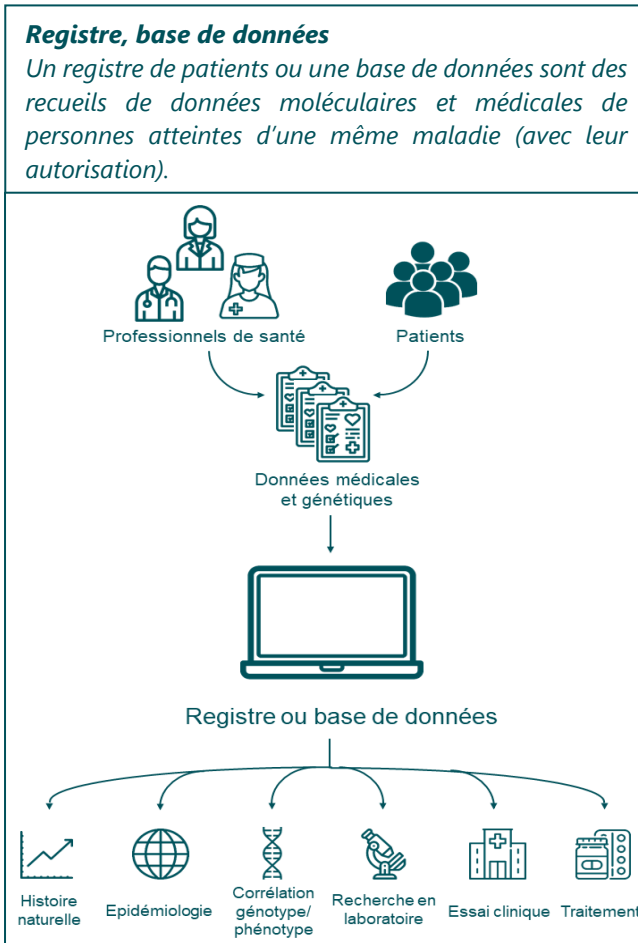 Registre, base de données
Un registre de patients ou une base de données sont des
recueils de données moléculaires et médicales de
personnes atteintes d'une même maladie (avec leur
autorisation).
Professionnels de santé
Patients
Données médicales
et génétiques
Registre ou base de données
Histoire
naturelle
Epidémiologie
Corrélation
génotype/
phénotype
Recherche en
laboratoire
Essai clinique
Traitement